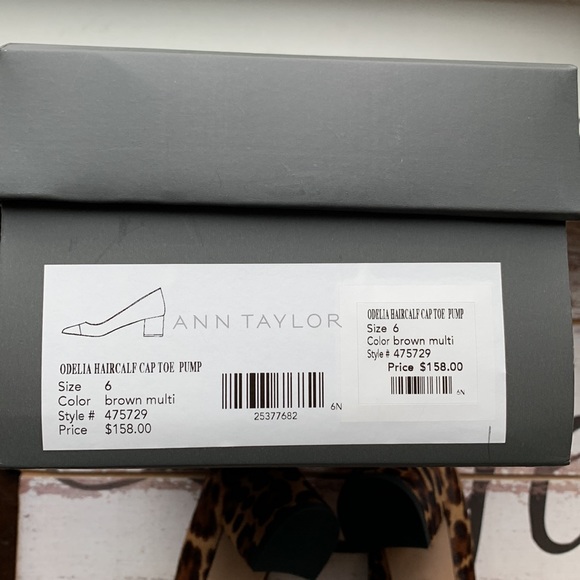 ANN TAYLOR
ODELIA HAIRCALF CAP TOE PUMP
Size 6
Color brown multi
Style # 475729
Price $158.00
25377682
6N
ODELIA HAIRCALF CAP TOE PUMP
Size 6
Color brown multi
Style # 475729
Price $158.00
6N